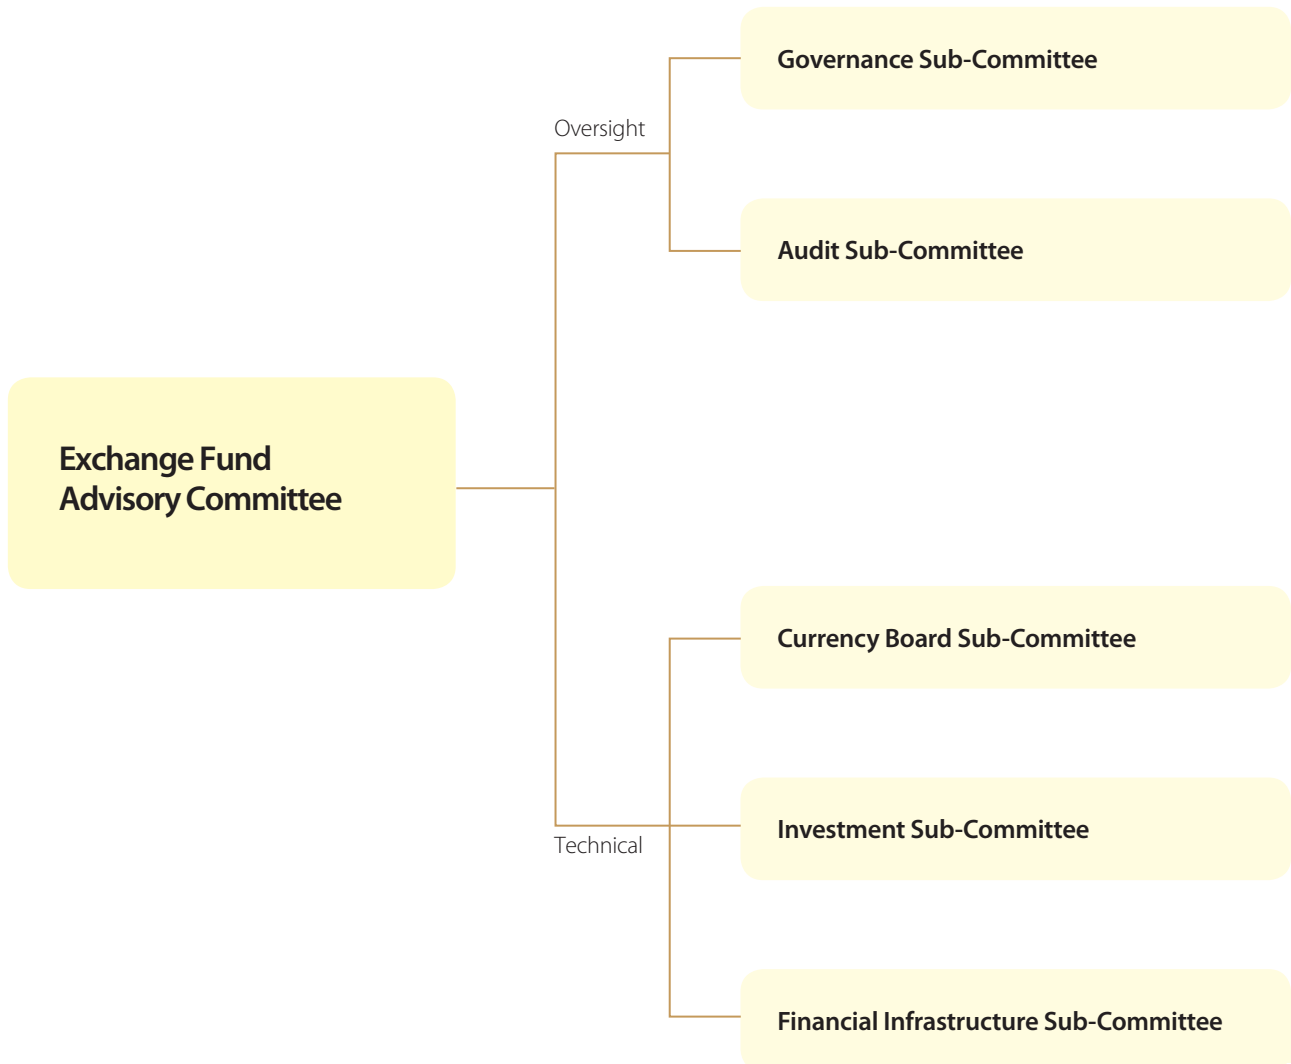 Governance Sub-Committee
Oversight
Audit Sub-Committee
Exchange Fund
Advisory Committee
Currency Board Sub-Committee
Investment Sub-Committee
Technical
Financial Infrastructure Sub-Committee